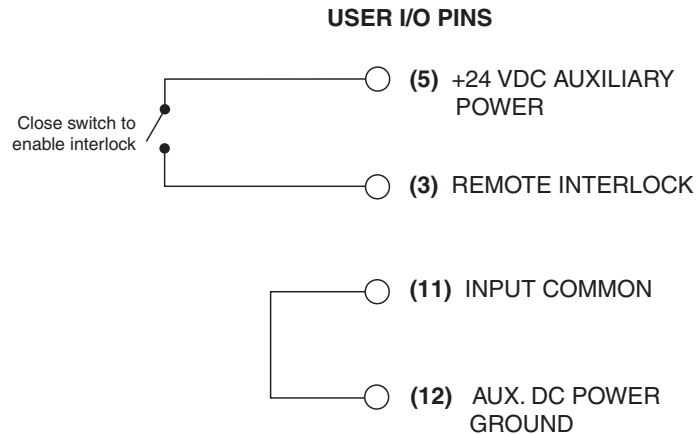 USER I/O PINS
(5) +24 VDC AUXILIARY
POWER
Close switch to
enable interlock
(3) REMOTE INTERLOCK
(11) INPUT COMMON
(12) AUX. DC POWER
GROUND